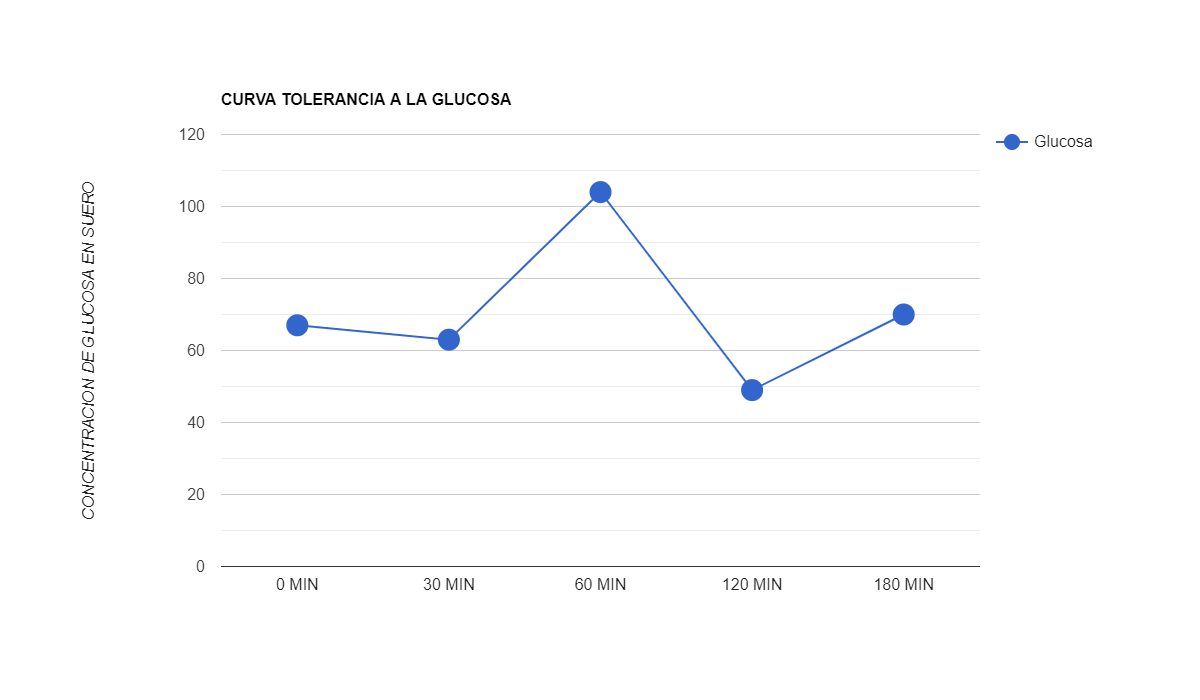 CURVA TOLERANCIA A LA GLUCOSA
Glucosa
CONCENTRACION DE GLUCOSA EN SUERO
120
100
80
60
40
20
0
0 MIN
30 MIN
60 MIN
120 MIN
180 MIN